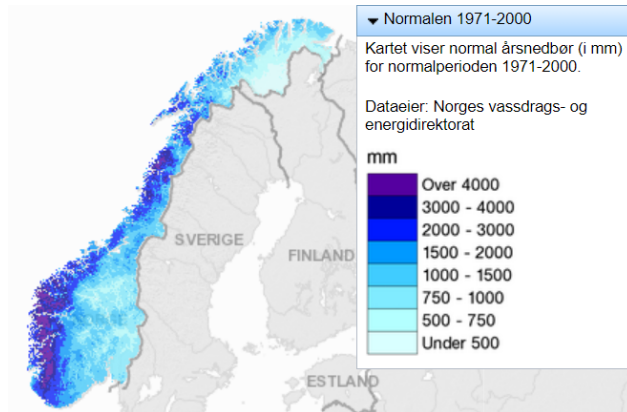 Normalen 1971-2000
Kartet viser normal årsnedbør (i mm)
for normalperioden 1971-2000.
Dataeier: Norges vassdrags- og
energidirektorat
mm
Over 4000
3000 - 4000
2000 - 3000
1500 - 2000
1000 - 1500
750 - 1000
500 - 750
Under 500
SVERIGE
FINLAND
ESTLAND